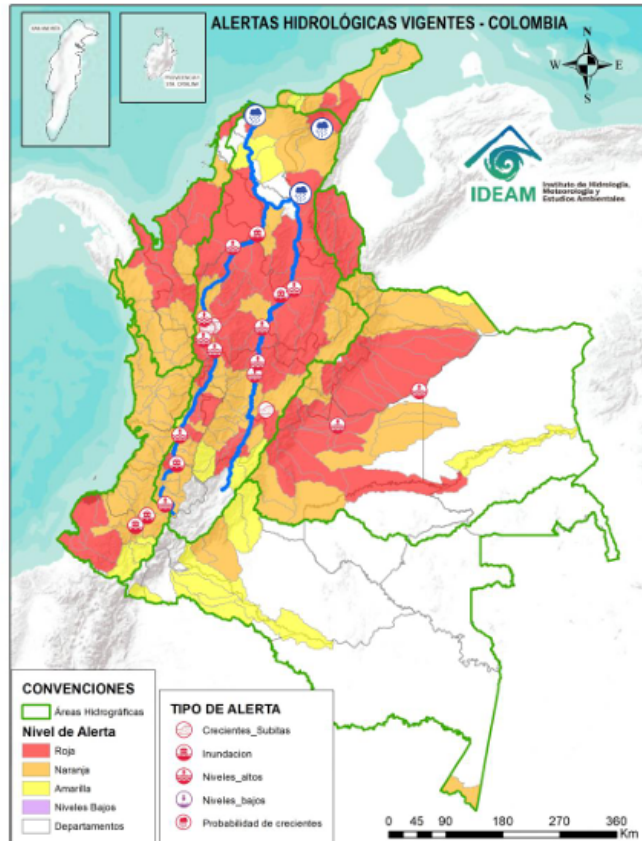 ALERTAS HIDROLÓGICAS VIGENTES - COLOMBIA
N
W
E
S
IDEAM
Instituto de Hidrología,
Meteorología y
Estudios Ambientales
CONVENCIONES
Áreas Hidrográficas
Nivel de Alerta
Roja
Naranja
Amarilla
Niveles Bajos
Departamentos
TIPO DE ALERTA
Crecientes_Subitas
Inundacion
Niveles_altos
Niveles_bajos
Probabilidad de crecientes
0 45 90 180 270 360
Km